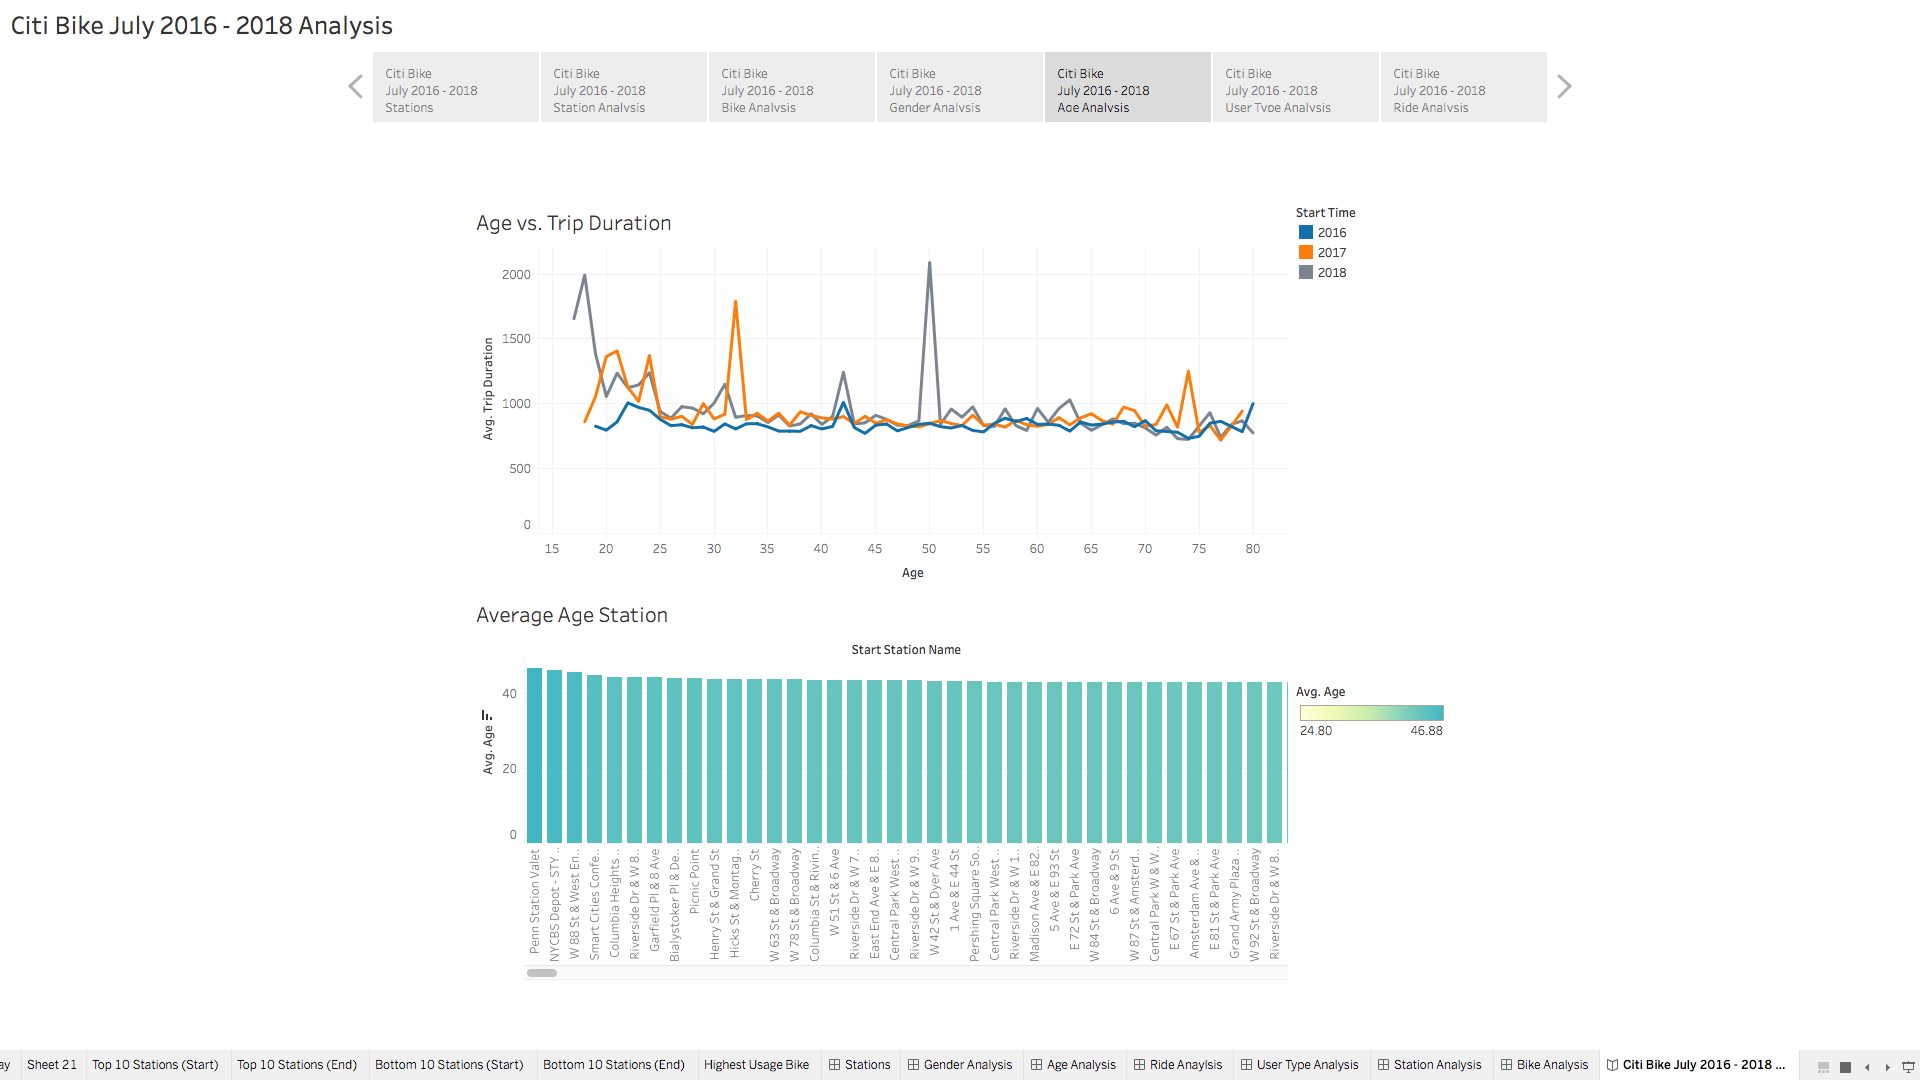 Citi Bike July 2016 - 2018 Analysis
Citi Bike
July 2016 - 2018
Stations
Citi Bike
July 2016 - 2018
Station Analysis
Citi Bike
July 2016 - 2018
Bike Analysis
Citi Bike
July 2016 - 2018
Gender Analysis
Citi Bike
July 2016 - 2018
Age Analysis
Citi Bike
July 2016 - 2018
User Type Analysis
Citi Bike
July 2016 - 2018
Ride Analysis
Age vs. Trip Duration
Start Time
2016
2017
2018
Avg. Trip Duration
2000
1500
1000
500
0
15 20 25 30 35 40 45 50 55 60 65 70 75 80
Age
Average Age Station
Start Station Name
Avg. Age
40
20
0
Avg. Age
24.80 46.88
Penn Station Valet
NYCBS Depot - STY ..
W 88 St & West En..
Smart Cities Confe..
Columbia Heights ..
Riverside Dr & W 8..
Garfield Pl & 8 Ave
Bialystoker Pl & De..
Picnic Point
Henry St & Grand St
Hicks St & Montag..
Cherry St
W 63 St & Broadway
W 78 St & Broadway
Columbia St & Rivin..
W 51 St & 6 Ave
Riverside Dr & W 7..
East End Ave & E 8..
Central Park West ..
Riverside Dr & W 9..
W 42 St & Dyer Ave
1 Ave & E 44 St
Pershing Square So..
Central Park West ..
Riverside Dr & W 1..
Madison Ave & E 82..
5 Ave & E 93 St
E 72 St & Park Ave
W 84 St & Broadway
6 Ave & 9 St
W 87 St & Amsterd..
Central Park W & W..
E 67 St & Park Ave
Amsterdam Ave & ..
E 81 St & Park Ave
Grand Army Plaza ..
W 92 St & Broadway
Riverside Dr & W 8..
ay Sheet 21 Top 10 Stations (Start) Top 10 Stations (End) Bottom 10 Stations (Start) Bottom 10 Stations (End) Highest Usage Bike Stations Gender Analysis Age Analysis Ride Anaylsis User Type Analysis Station Analysis Bike Analysis Citi Bike July 2016 - 2018 ...